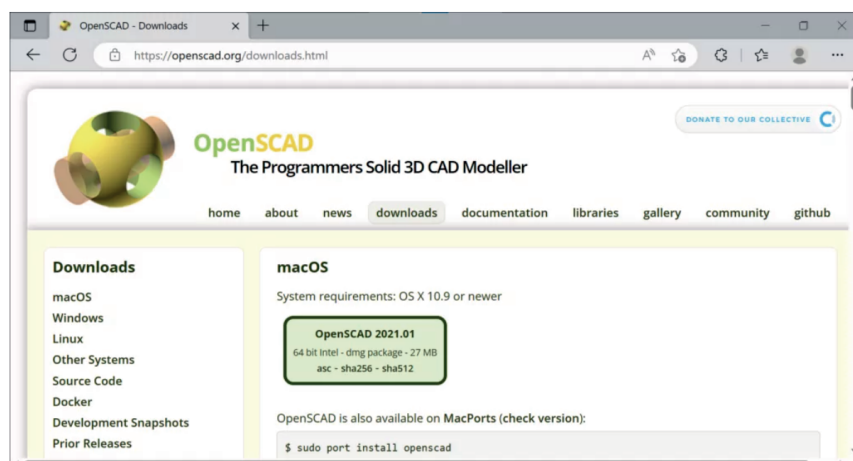 OpenSCAD - Downloads
https://openscad.org/downloads.html
DONATE TO OUR COLLECTIVE
OpenSCAD
The Programmers Solid 3D CAD Modeller
home about news downloads documentation libraries gallery community github
Downloads
macOS
Windows
Linux
Other Systems
Source Code
Docker
Development Snapshots
Prior Releases
macOS
System requirements: OS X 10.9 or newer
OpenSCAD 2021.01
64 bit Intel - dmg package - 27 MB
asc - sha256 - sha512
OpenSCAD is also available on MacPorts (check version):
$ sudo port install openscad